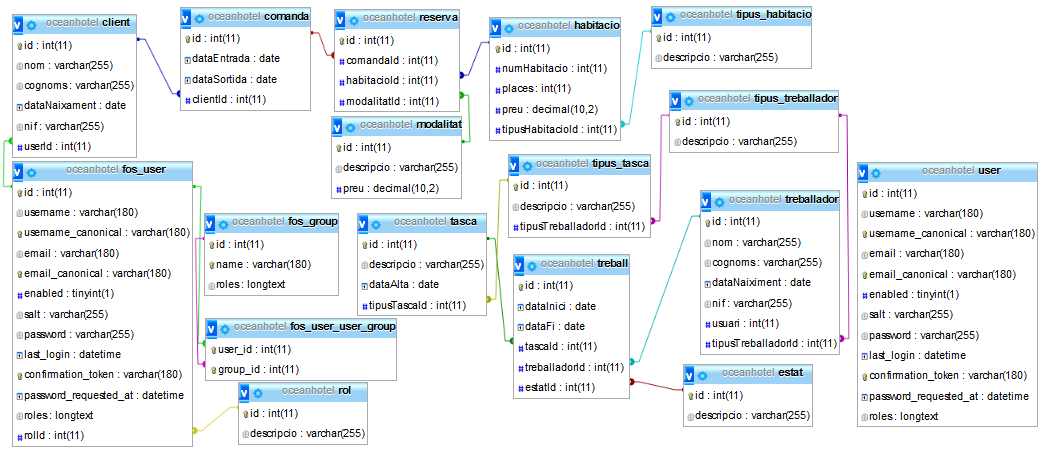 oceanhotel client
id : int(11)
nom : varchar(255)
cognoms : varchar(255)
dataNaixament : date
nif : varchar(255)
userId : int(11)
oceanhotel comanda
id : int(11)
dataEntrada : date
dataSortida : date
clientId : int(11)
oceanhotel reserva
id : int(11)
comandaId : int(11)
habitacioId : int(11)
modalitatId : int(11)
oceanhotel habitacio
id : int(11)
numHabitacio : int(11)
places : int(11)
preu : decimal(10,2)
tipusHabitacioId : int(11)
oceanhotel tipus_habitacio
id : int(11)
descripcio : varchar(255)
oceanhotel modalitat
id : int(11)
descripcio : varchar(255)
preu : decimal(10,2)
oceanhotel tipus_treballador
id : int(11)
descripcio : varchar(255)
oceanhotel fos_user
id : int(11)
username : varchar(180)
username_canonical : varchar(180)
email : varchar(180)
email_canonical : varchar(180)
enabled : tinyint(1)
salt : varchar(255)
password : varchar(255)
last_login : datetime
confirmation_token : varchar(180)
password_requested_at : datetime
roles : longtext
rolId : int(11)
oceanhotel fos_group
id : int(11)
name : varchar(180)
roles : longtext
oceanhotel tasca
id : int(11)
descripcio : varchar(255)
dataAlta : date
tipusTascaId : int(11)
oceanhotel tipus_tasca
id : int(11)
descripcio : varchar(255)
tipusTreballadorId : int(11)
oceanhotel treballador
id : int(11)
nom : varchar(255)
cognoms : varchar(255)
dataNaiximent : date
nif : varchar(255)
usuari : int(11)
tipusTreballadorId : int(11)
oceanhotel user
id : int(11)
username : varchar(180)
username_canonical : varchar(180)
email : varchar(180)
email_canonical : varchar(180)
enabled : tinyint(1)
salt : varchar(255)
password : varchar(255)
last_login : datetime
confirmation_token : varchar(180)
password_requested_at : datetime
roles : longtext
oceanhotel treball
id : int(11)
dataInici : date
dataFi : date
tascaId : int(11)
treballadorId : int(11)
estatId : int(11)
oceanhotel fos_user_user_group
user_id : int(11)
group_id : int(11)
oceanhotel rol
id : int(11)
descripcio : varchar(255)
oceanhotel estat
id : int(11)
descripcio : varchar(255)